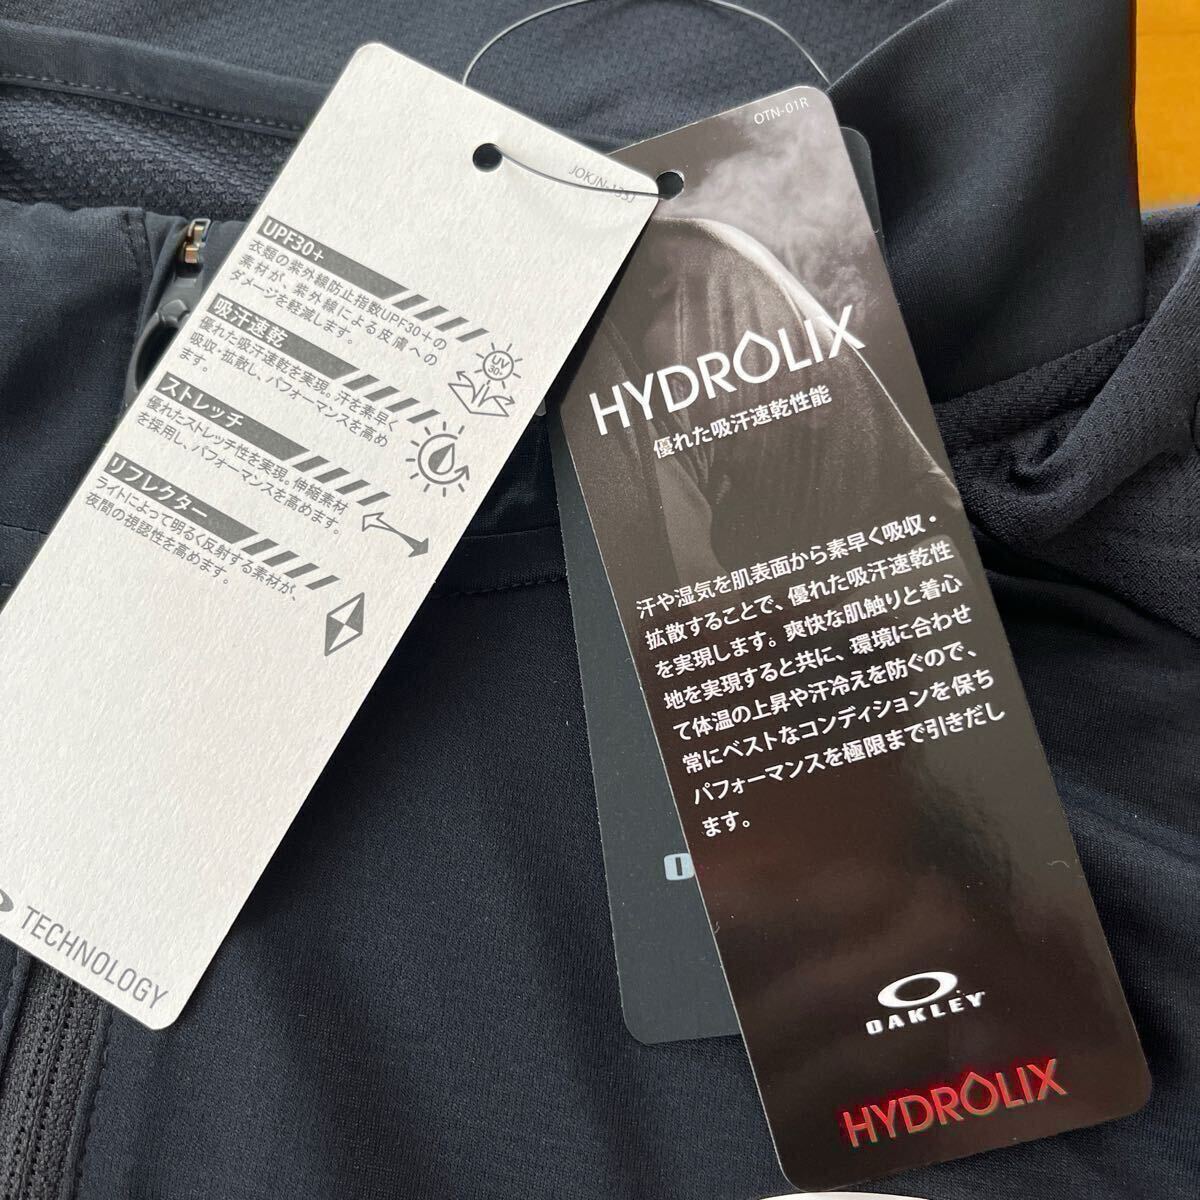 JOKJN-13SJ
UPF30+
衣類の紫外線防止指数UPF30+の
素材が、紫外線による皮膚への
ダメージを軽減します。
UV
30+
吸汗速乾
優れた吸汗速乾を実現。汗を素早く
吸収・拡散し、パフォーマンスを高め
ます。
ストレッチ
優れたストレッチ性を実現。伸縮素材
を採用し、パフォーマンスを高めます。
リフレクター
ライトによって明るく反射する素材が、
夜間の視認性を高めます。
TECHNOLOGY
OTN-01R
HYDROLIX
優れた吸汗速乾性能
汗や湿気を肌表面から素早く吸収・
拡散することで、優れた吸汗速乾性
を実現します。爽快な肌触りと着心
地を実現すると共に、環境に合わせ
て体温の上昇や汗冷えを防ぐので、
常にベストなコンディションを保ち
パフォーマンスを極限まで引きだし
ます。
OAKLEY
HYDROLIX